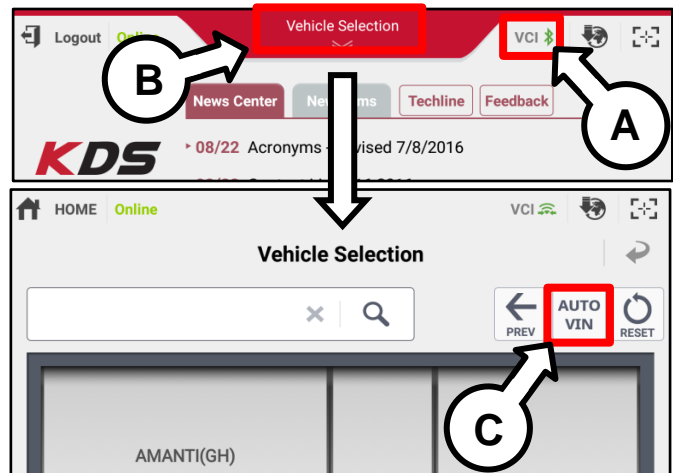 Vehicle Selection
Logout
VCI
B
A
News Center
Techline
Feedback
KDS
08/22 Acronyms
vised 7/8/2016
HOME Online
VCI
Vehicle Selection
PREV
AUTO
VIN
RESET
C
AMANTI(GH)